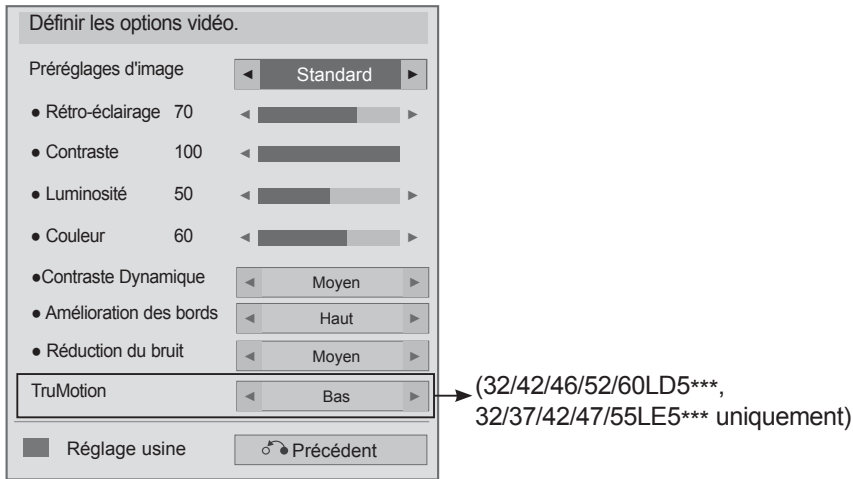 Définir les options vidéo.
Préréglages d'image ◄ Standard ►
● Rétro-éclairage 70 ◄ ►
● Contraste 100 ◄
● Luminosité 50 ◄ ►
● Couleur 60 ◄ ►
●Contraste Dynamique ◄ Moyen ►
● Amélioration des bords ◄ Haut ►
● Réduction du bruit ◄ Moyen ►
TruMotion ◄ Bas ►
(32/42/46/52/60LD5***,
32/37/42/47/55LE5*** uniquement)
Réglage usine Précédent